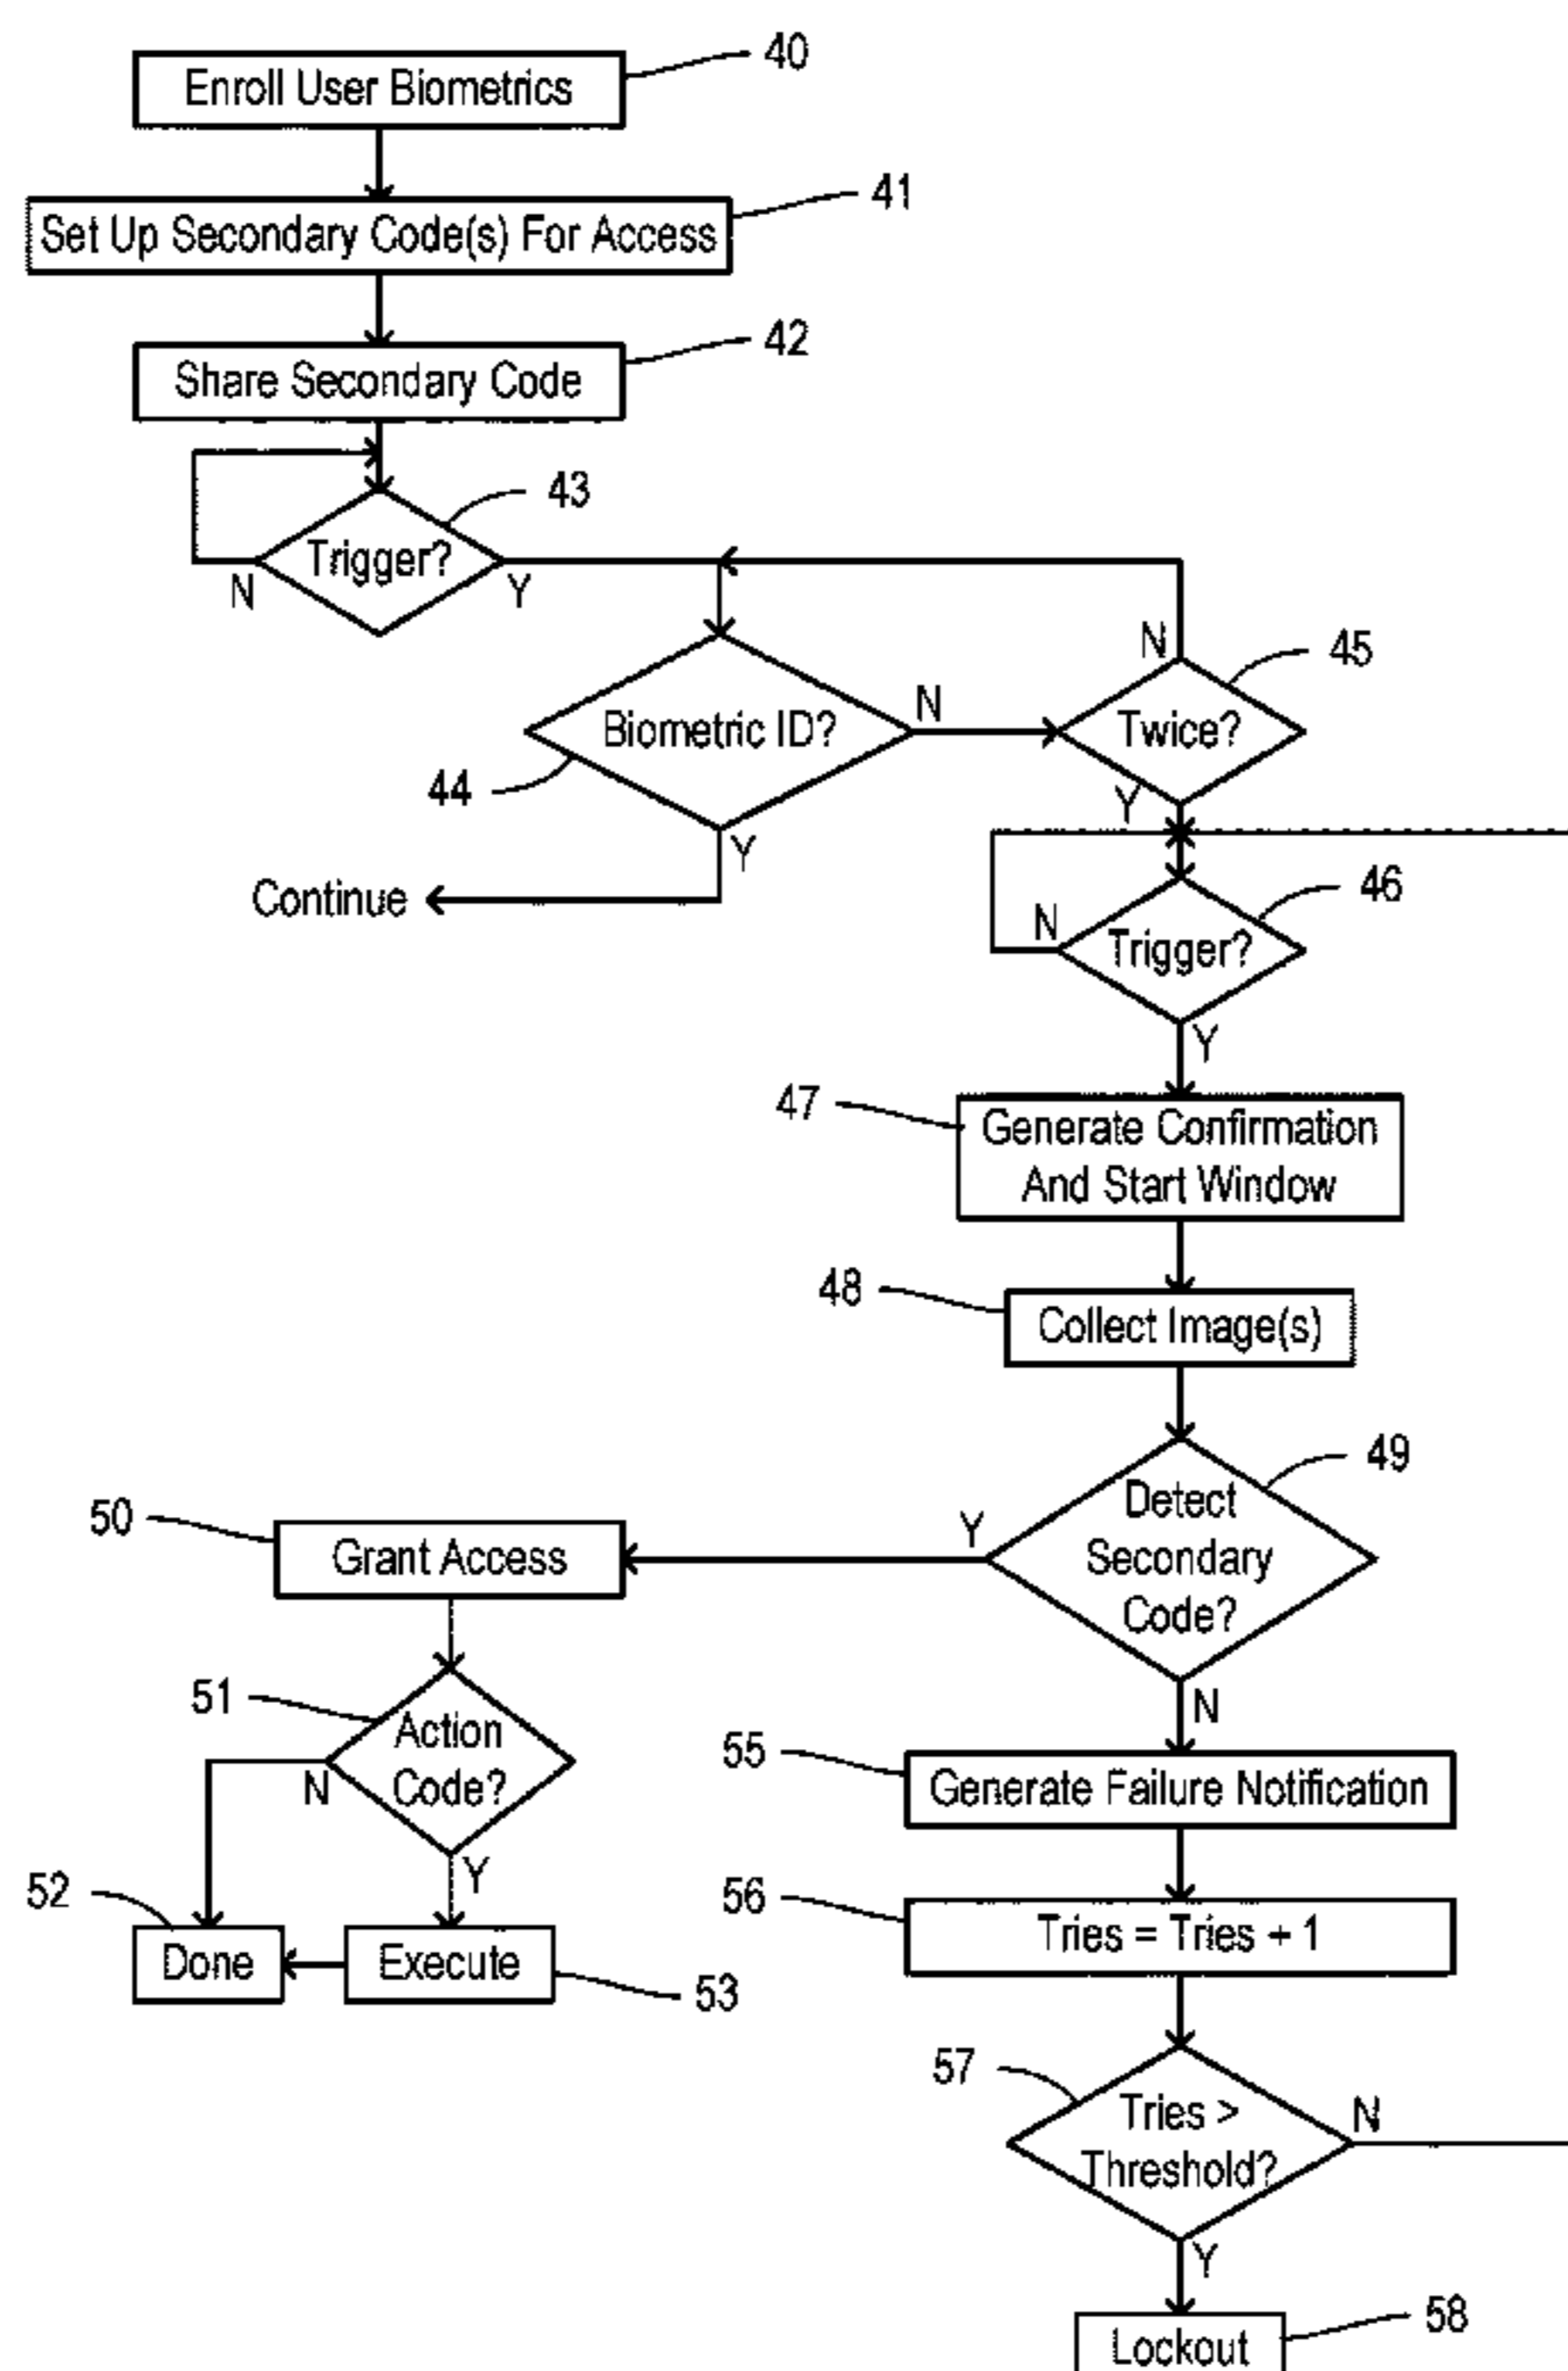 40
Enroll User Biometrics
41
Set Up Secondary Code(s) For Access
42
Share Secondary Code
43
Trigger?
N
Y
N
45
Biometric ID?
N
Twice?
44
Y
Y
Continue
46
N
Trigger?
Y
47
Generate Confirmation
And Start Window
48
Collect Image(s)
49
Detect
Secondary
Code?
Y
N
50
Grant Access
51
Action
Code?
N
Y
52
Done
Execute
53
55
Generate Failure Notification
56
Tries = Tries + 1
57
Tries >
Threshold?
N
Y
58
Lockout